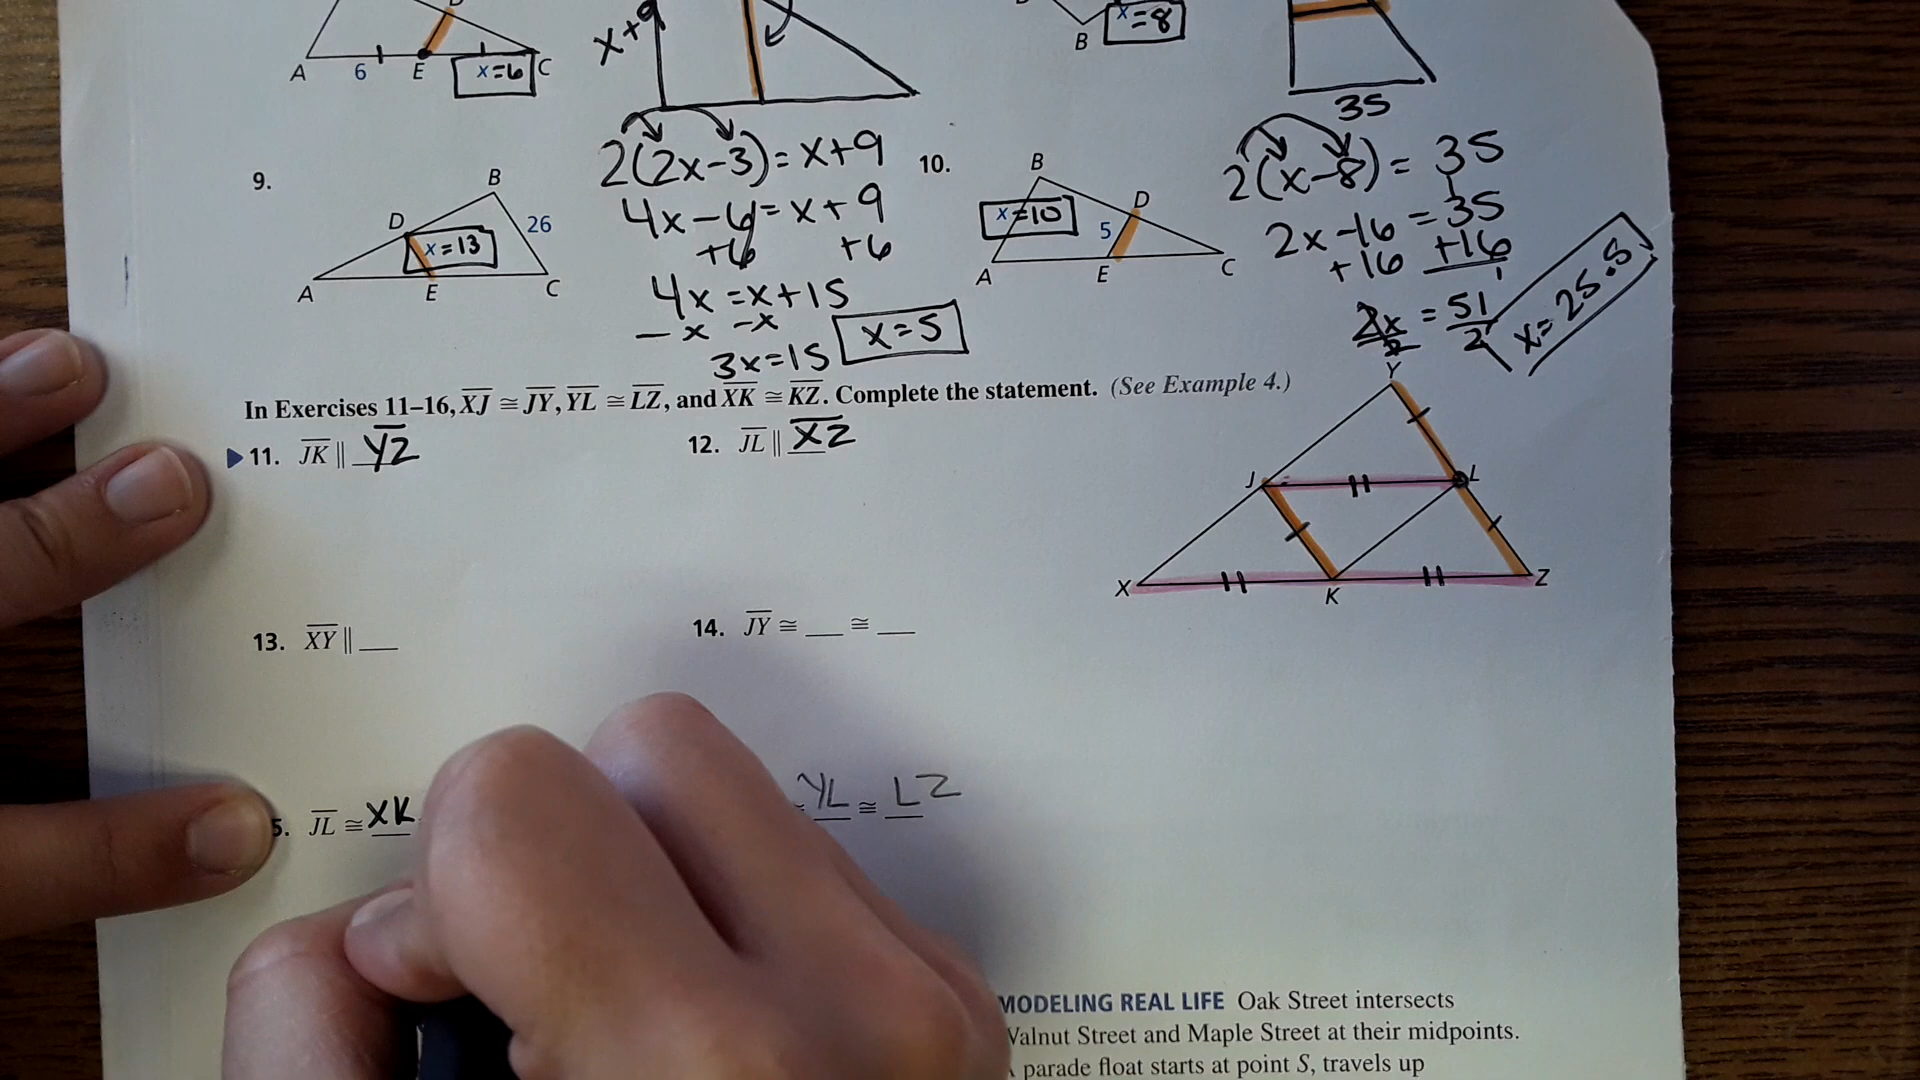 A 6 E x=6 C
x+9
B x=8
35
9.
B
D
26
x=13
A E C
2(2x-3)=x+9
4x-6=x+9
+6 +6
4x=x+15
-x -x
3x=15 x=5
10.
B
D
x=10
5
A E C
2(x-8)=35
2x-16=35
+16 +16
2x=51
2 2
x=25.5
In Exercises 11–16, XJ ≅ JY, YL ≅ LZ, and XK ≅ KZ. Complete the statement. (See Example 4.)
11. JK ∥ YZ
12. JL ∥ XZ
Y
J L
X K Z
13. XY ∥ __
14. JY ≅ __ ≅ __
5. JL ≅ XK
YL ≅ LZ
MODELING REAL LIFE Oak Street intersects
Walnut Street and Maple Street at their midpoints.
parade float starts at point S, travels up